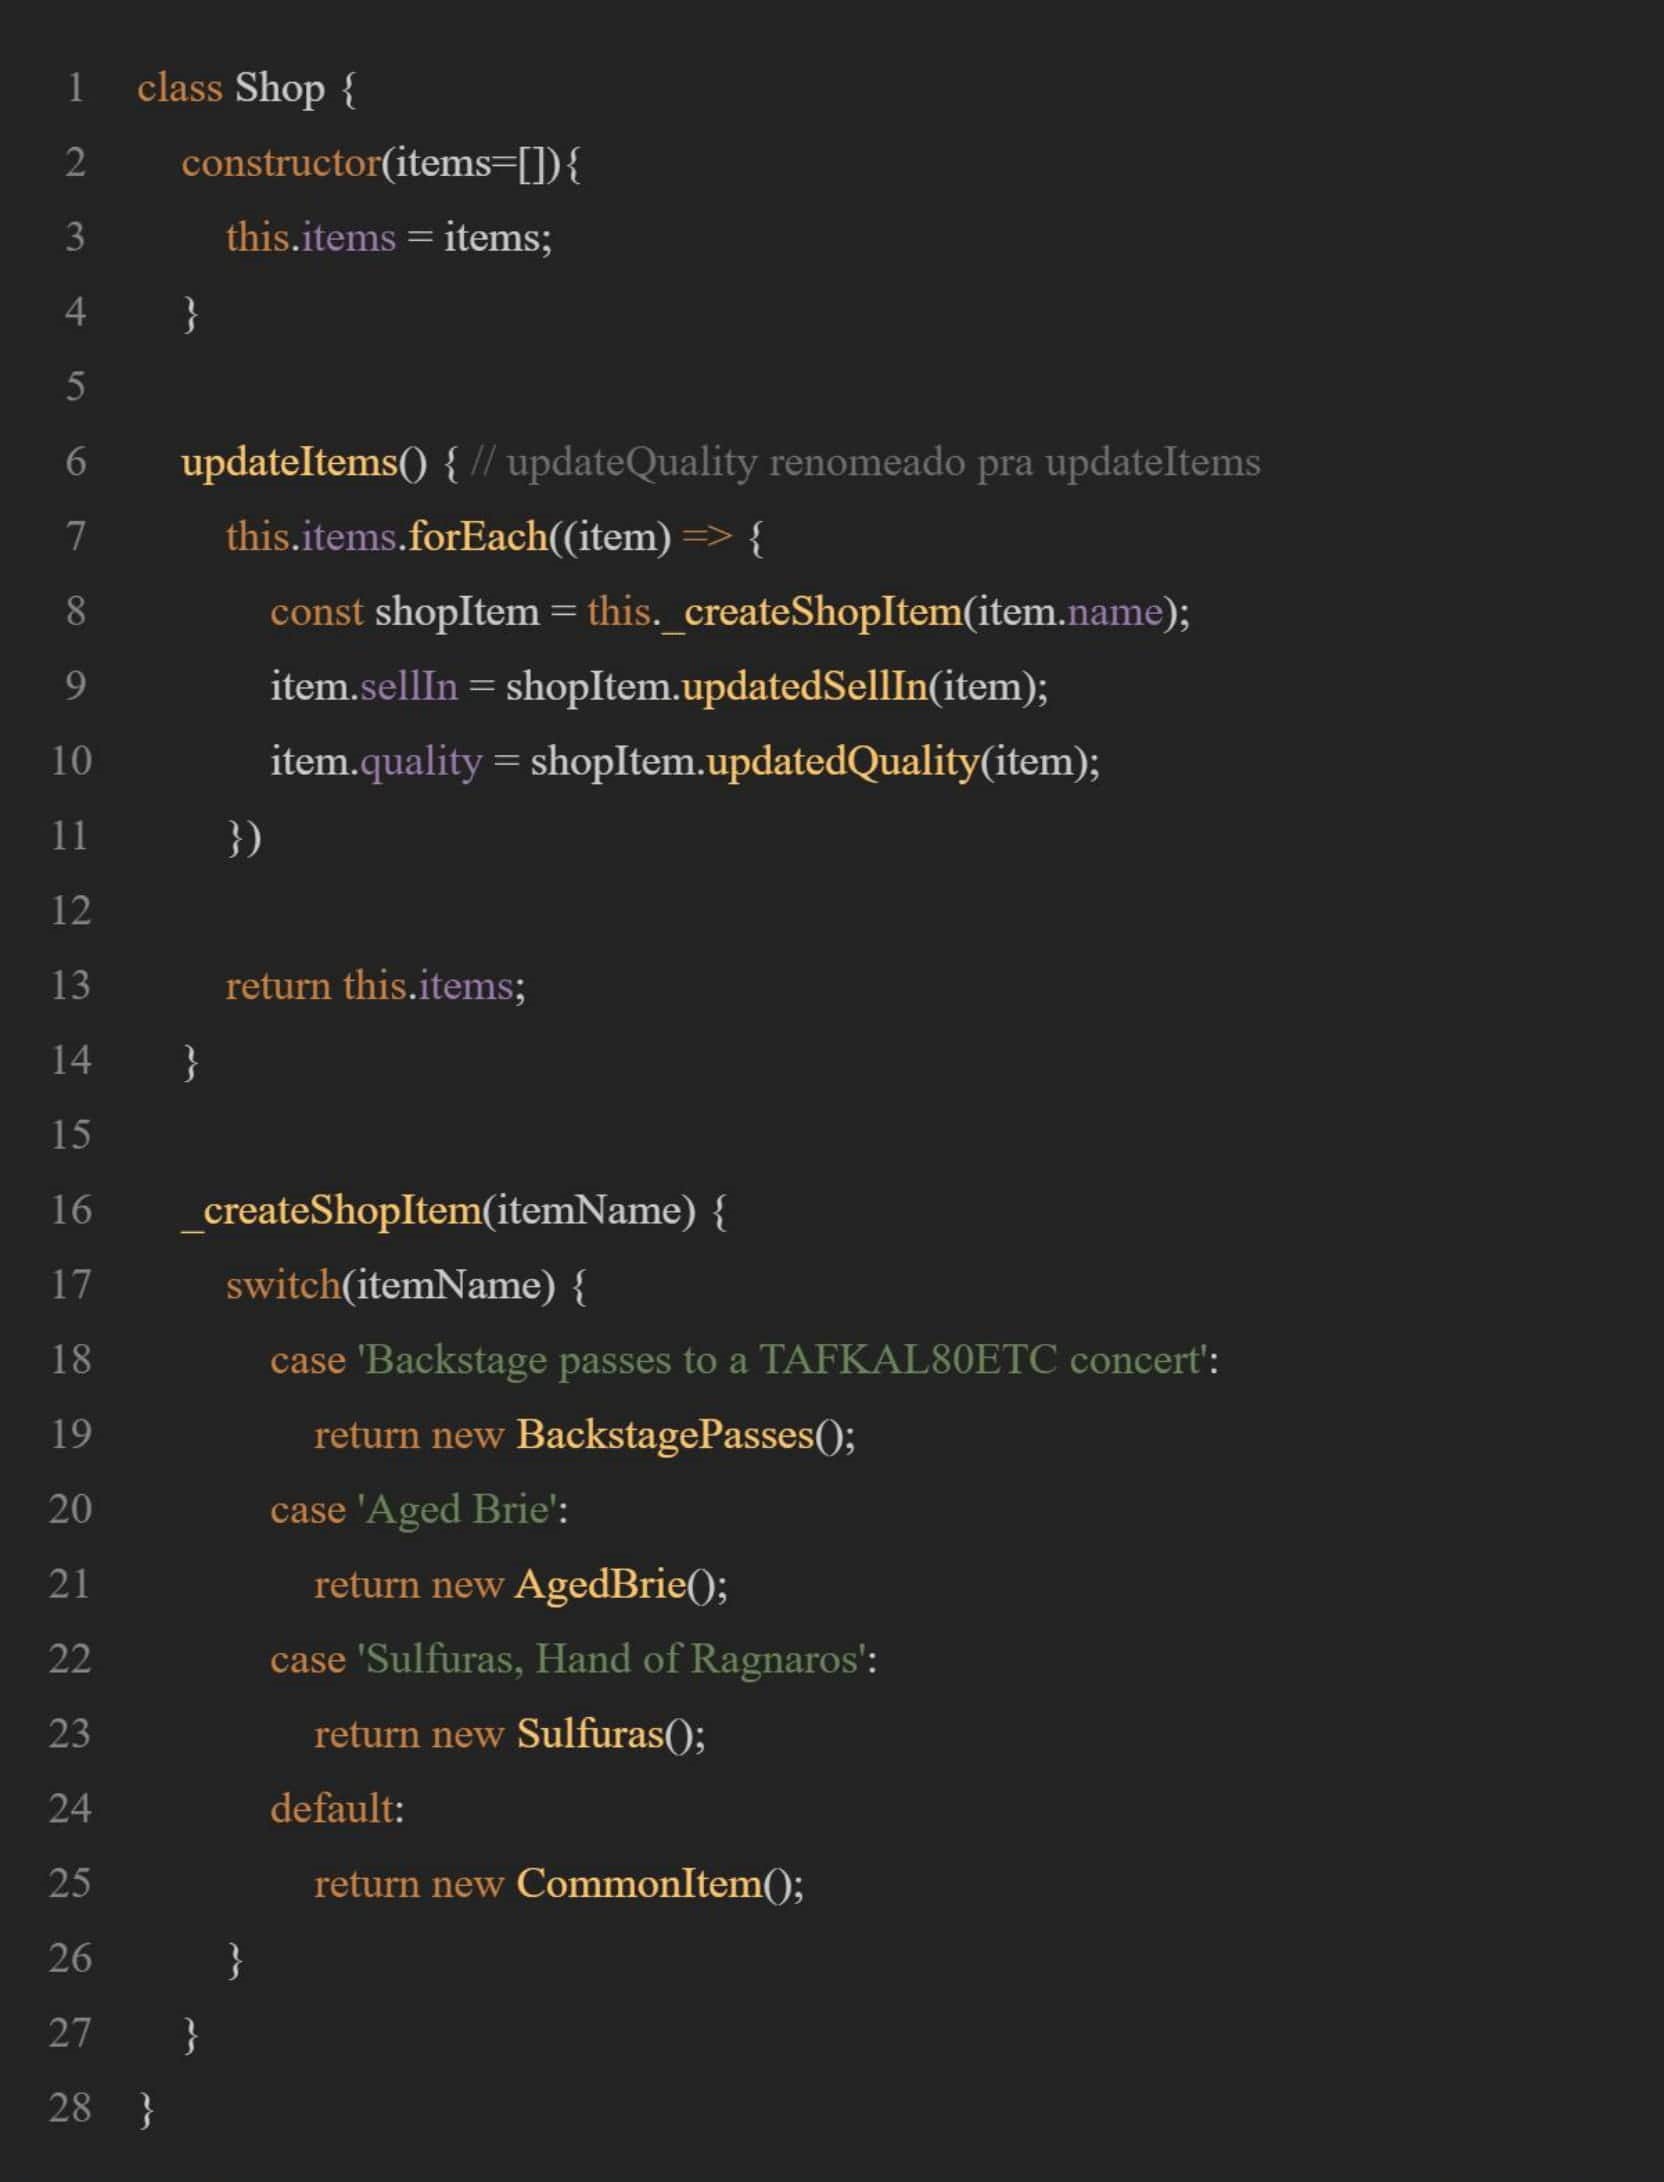 1 class Shop {
2 constructor(items=[]){
3 this.items = items;
4 }
5
6 updateItems() { // updateQuality renomeado pra updateItems
7 this.items.forEach((item) => {
8 const shopItem = this._createShopItem(item.name);
9 item.sellIn = shopItem.updatedSellIn(item);
10 item.quality = shopItem.updatedQuality(item);
11 })
12
13 return this.items;
14 }
15
16 _createShopItem(itemName) {
17 switch(itemName) {
18 case 'Backstage passes to a TAFKAL80ETC concert':
19 return new BackstagePasses();
20 case 'Aged Brie':
21 return new AgedBrie();
22 case 'Sulfuras, Hand of Ragnaros':
23 return new Sulfuras();
24 default:
25 return new CommonItem();
26 }
27 }
28 }